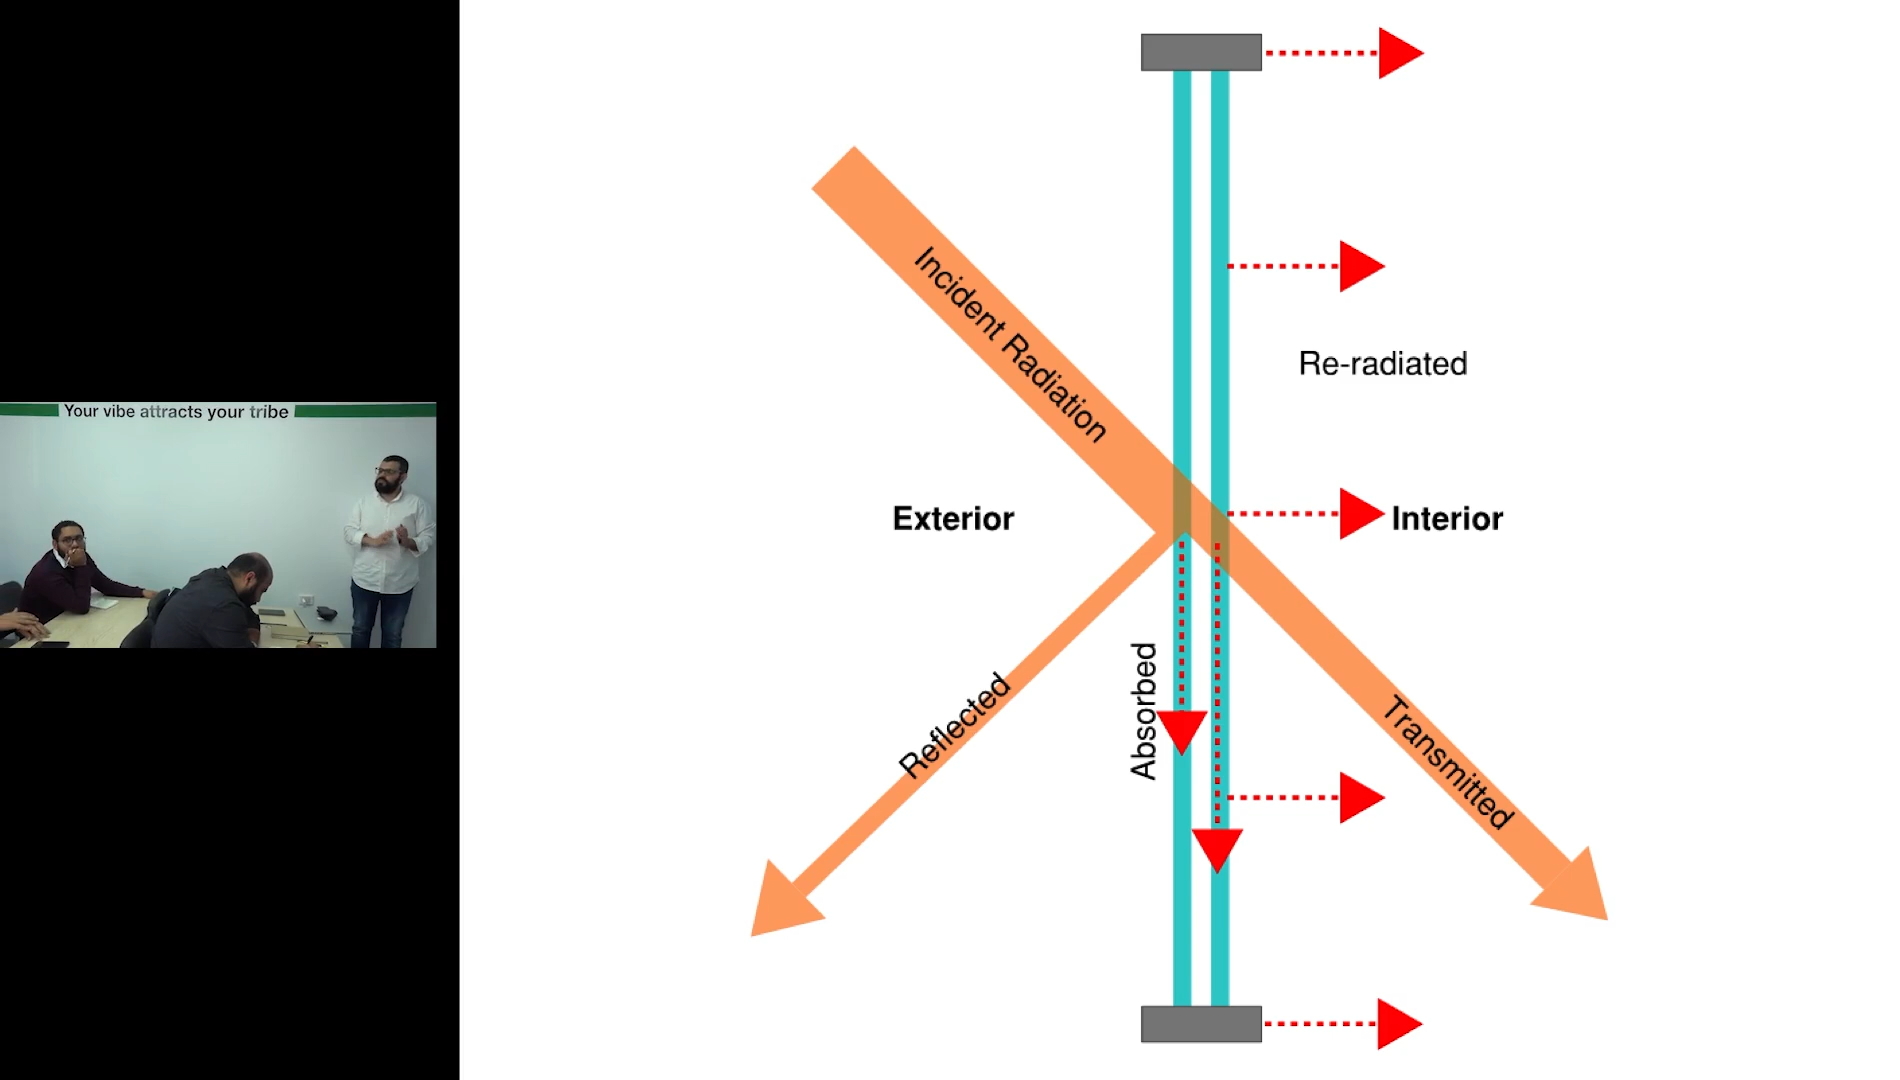 Your vibe attracts your tribe
Incident Radiation
Re-radiated
Exterior
Interior
Absorbed
Reflected
Transmitted